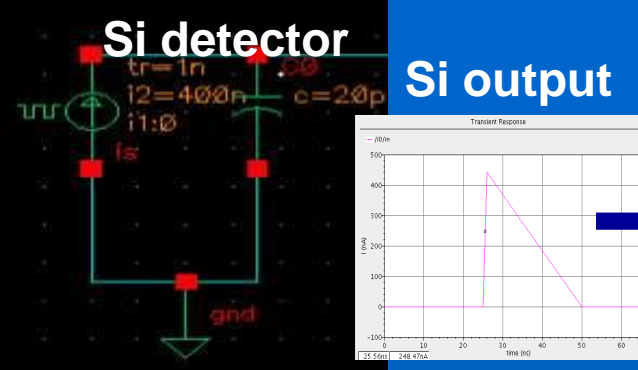 Si detector
Si output
tr=1n
C0
i2=400n
c=20p
i1:0
is
gnd
Transient Response
— /I0/in
500
400
300
200
100
0
-100
I (nA)
0 10 20 30 40 50 60
time (ns)
25.56ns 248.47nA